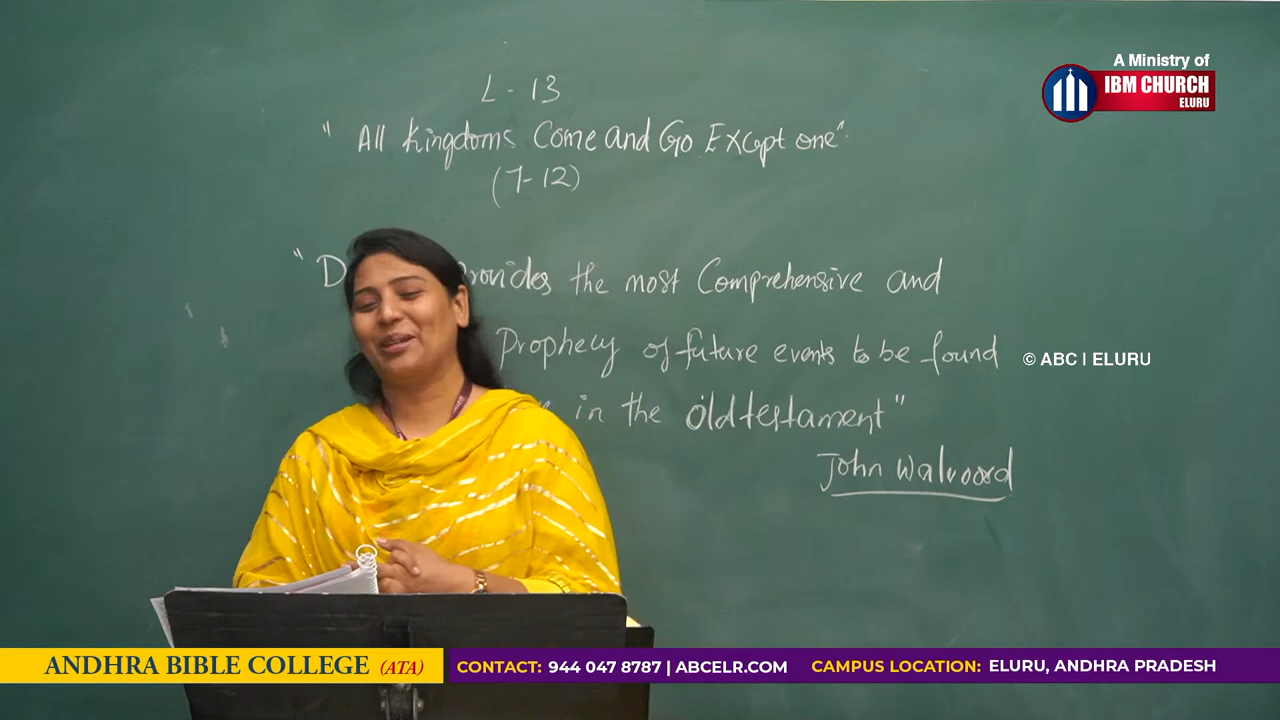 A Ministry of
IBM CHURCH
ELURU
L - 13
" All Kingdoms Come and Go Except one"
(7-12)
" D rovides the most Comprehensive and
Prophecy of future events to be found
in the old testament"
John Walvoord
© ABC | ELURU
ANDHRA BIBLE COLLEGE (ATA)
CONTACT: 944 047 8787 | ABCELR.COM CAMPUS LOCATION: ELURU, ANDHRA PRADESH